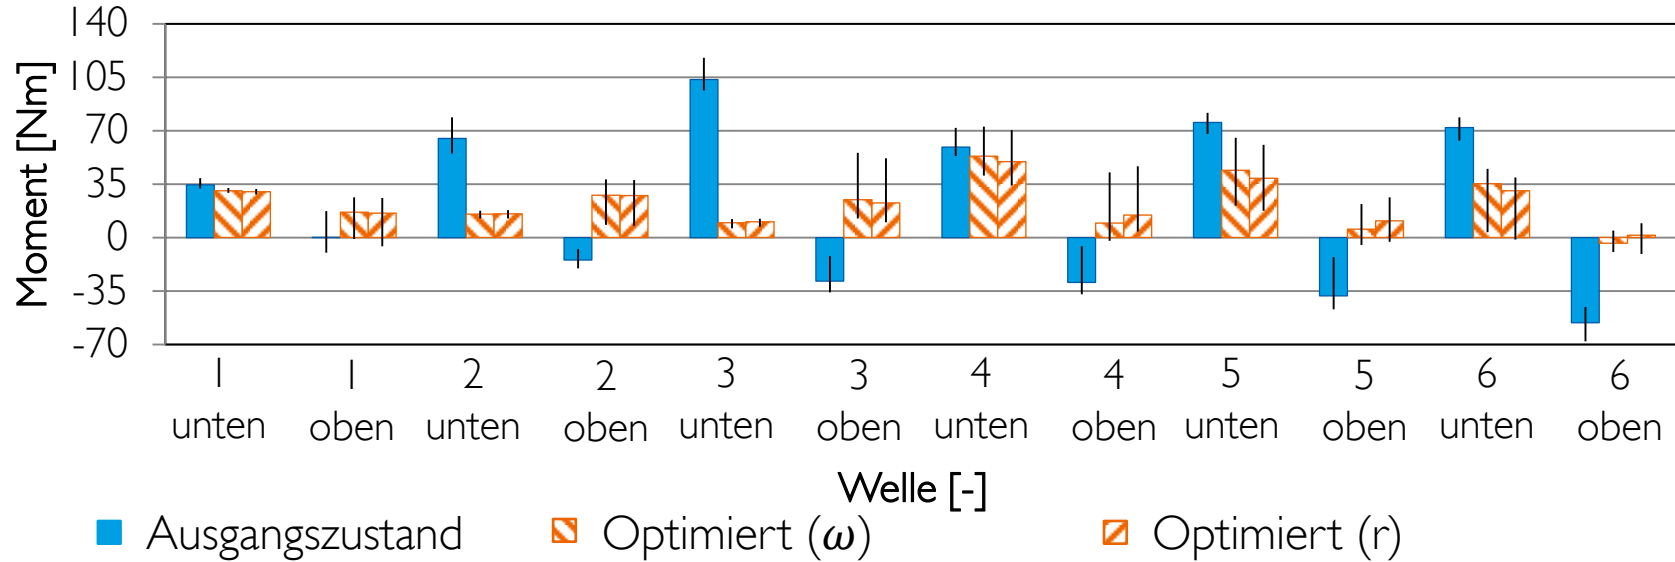 Moment [Nm]
140
105
70
35
0
-35
-70
1 1 2 2 3 3 4 4 5 5 6 6
unten oben unten oben unten oben unten oben unten oben unten oben
Welle [-]
Ausgangszustand Optimiert (ω) Optimiert (r)